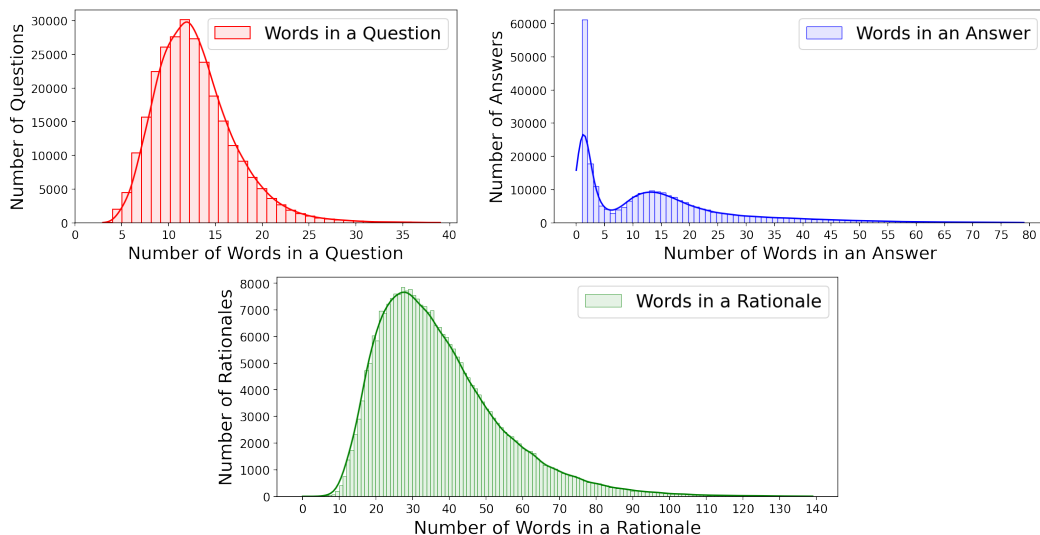 Number of Questions
30000
25000
20000
15000
10000
5000
0
Words in a Question
0 5 10 15 20 25 30 35 40
Number of Words in a Question
Number of Answers
60000
50000
40000
30000
20000
10000
0
Words in an Answer
0 5 10 15 20 25 30 35 40 45 50 55 60 65 70 75 80
Number of Words in an Answer
Number of Rationales
8000
7000
6000
5000
4000
3000
2000
1000
0
Words in a Rationale
0 10 20 30 40 50 60 70 80 90 100 110 120 130 140
Number of Words in a Rationale